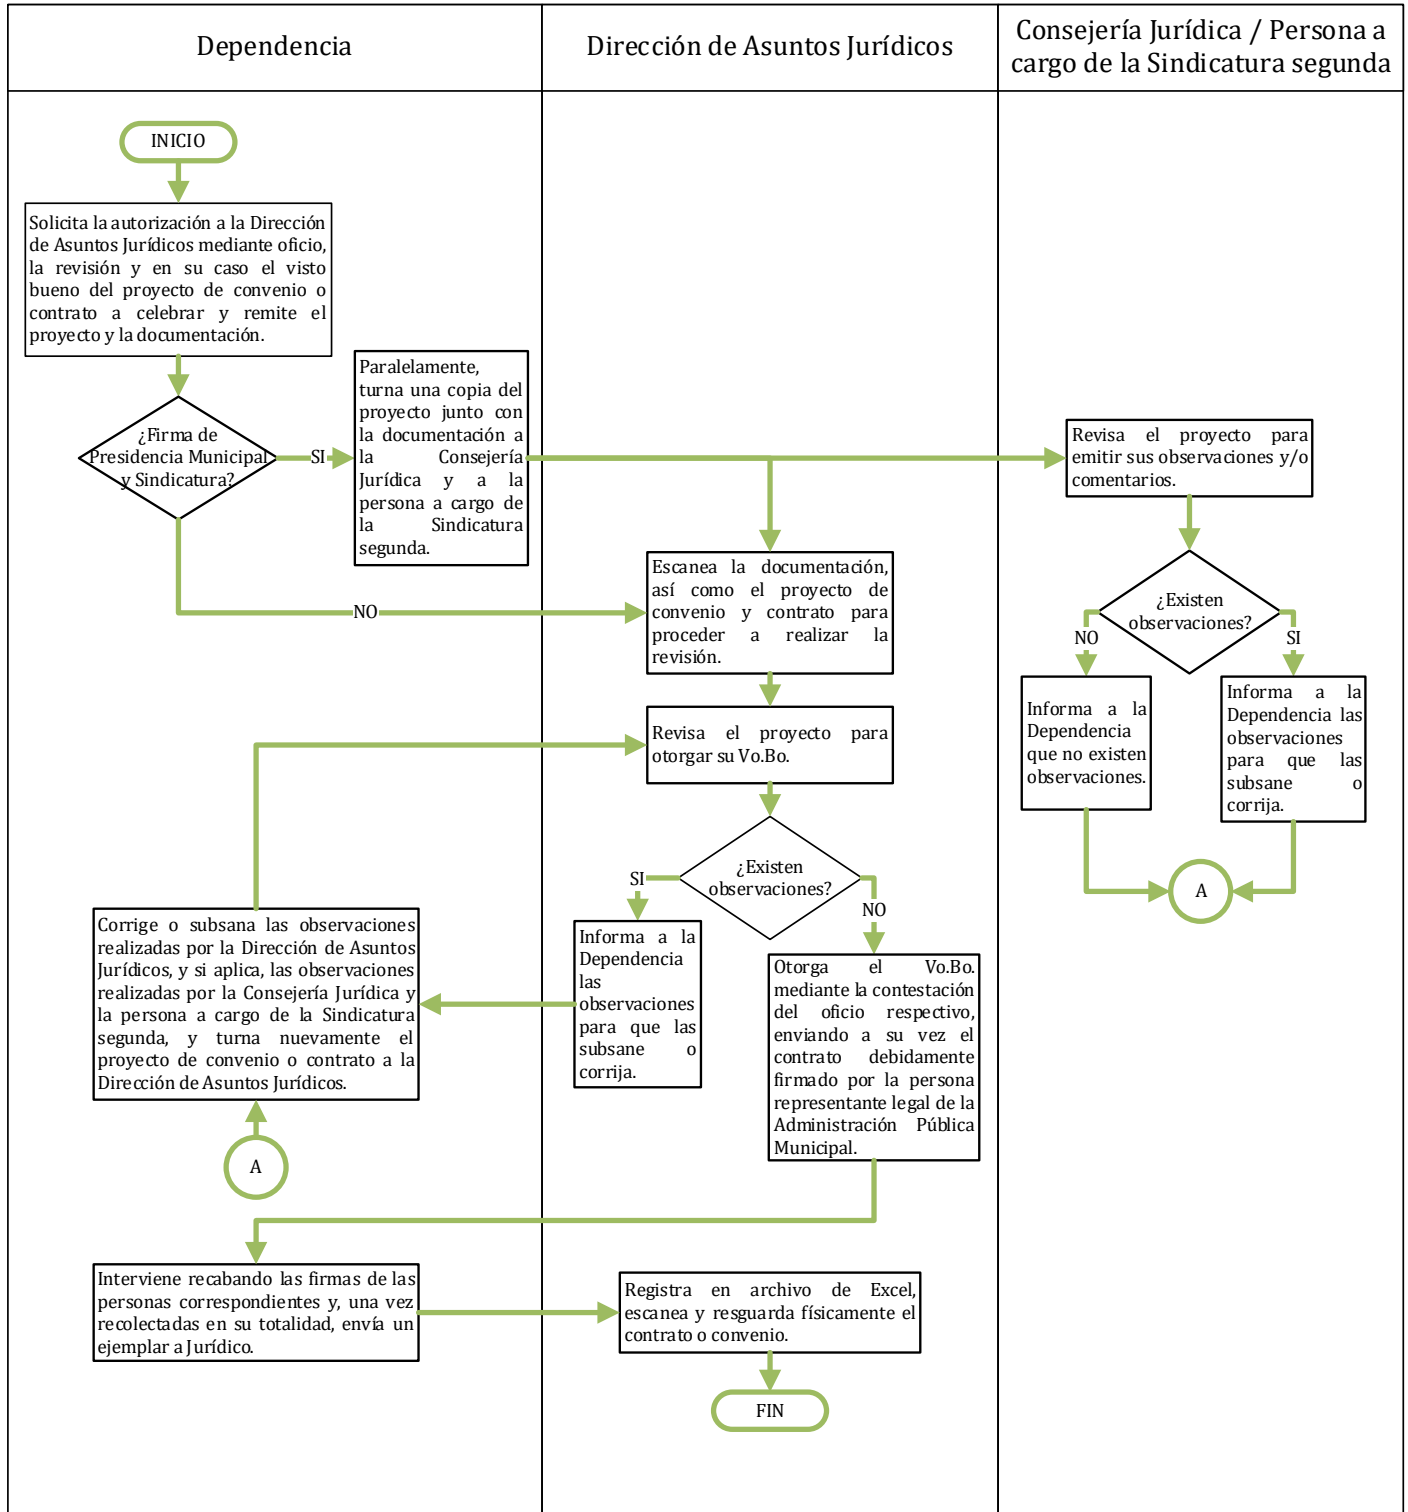 Dependencia
Dirección de Asuntos Jurídicos
Consejería Jurídica / Persona a
cargo de la Sindicatura segunda
INICIO
Solicita la autorización a la Dirección
de Asuntos Jurídicos mediante oficio,
la revisión y en su caso el visto
bueno del proyecto de convenio o
contrato a celebrar y remite el
proyecto y la documentación.
¿Firma de
Presidencia Municipal
y Sindicatura?
SI
Paralelamente,
turna una copia del
proyecto junto con
la documentación a
la Consejería
Jurídica y a la
persona a cargo de
la Sindicatura
segunda.
NO
Revisa el proyecto para
emitir sus observaciones y/o
comentarios.
Escanea la documentación,
así como el proyecto de
convenio y contrato para
proceder a realizar la
revisión.
¿Existen
observaciones?
NO
SI
Informa a la
Dependencia
que no existen
observaciones.
Informa a la
Dependencia las
observaciones
para que las
subsane o
corrija.
A
Revisa el proyecto para
otorgar su Vo.Bo.
¿Existen
observaciones?
SI
NO
Corrige o subsana las observaciones
realizadas por la Dirección de Asuntos
Jurídicos, y si aplica, las observaciones
realizadas por la Consejería Jurídica y
la persona a cargo de la Sindicatura
segunda, y turna nuevamente el
proyecto de convenio o contrato a la
Dirección de Asuntos Jurídicos.
Informa a la
Dependencia
las
observaciones
para que las
subsane o
corrija.
Otorga el Vo.Bo.
mediante la contestación
del oficio respectivo,
enviando a su vez el
contrato debidamente
firmado por la persona
representante legal de la
Administración Pública
Municipal.
A
Interviene recabando las firmas de las
personas correspondientes y, una vez
recolectadas en su totalidad, envía un
ejemplar a Jurídico.
Registra en archivo de Excel,
escanea y resguarda físicamente el
contrato o convenio.
FIN